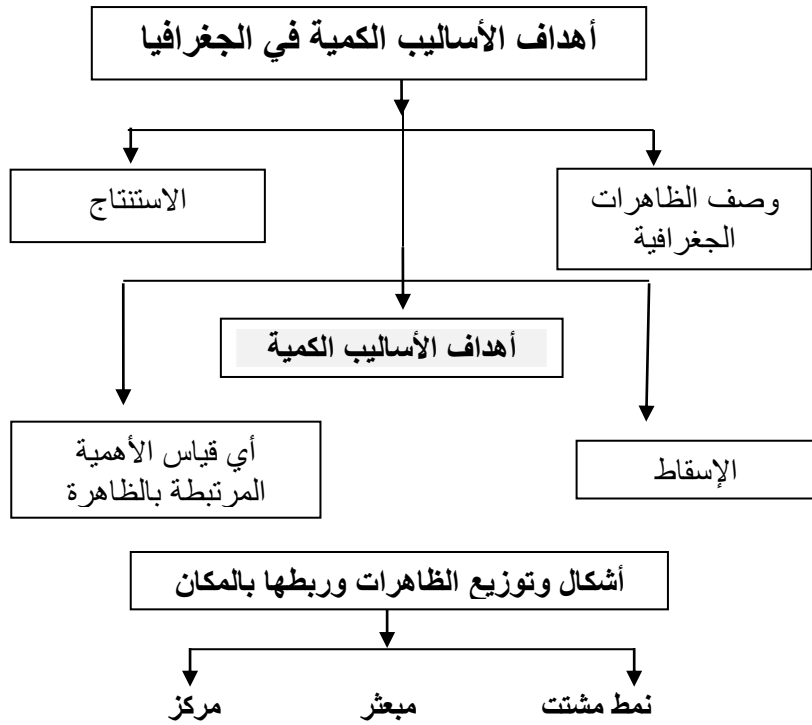 أهداف الأساليب الكمية في الجغرافيا
وصف الظاهرات
الجغرافية
الاستنتاج
أهداف الأساليب الكمية
الإسقاط
أي قياس الأهمية
المرتبطة بالظاهرة
أشكال وتوزيع الظاهرات وربطها بالمكان
نمط مشتت
مبعثر
مركز